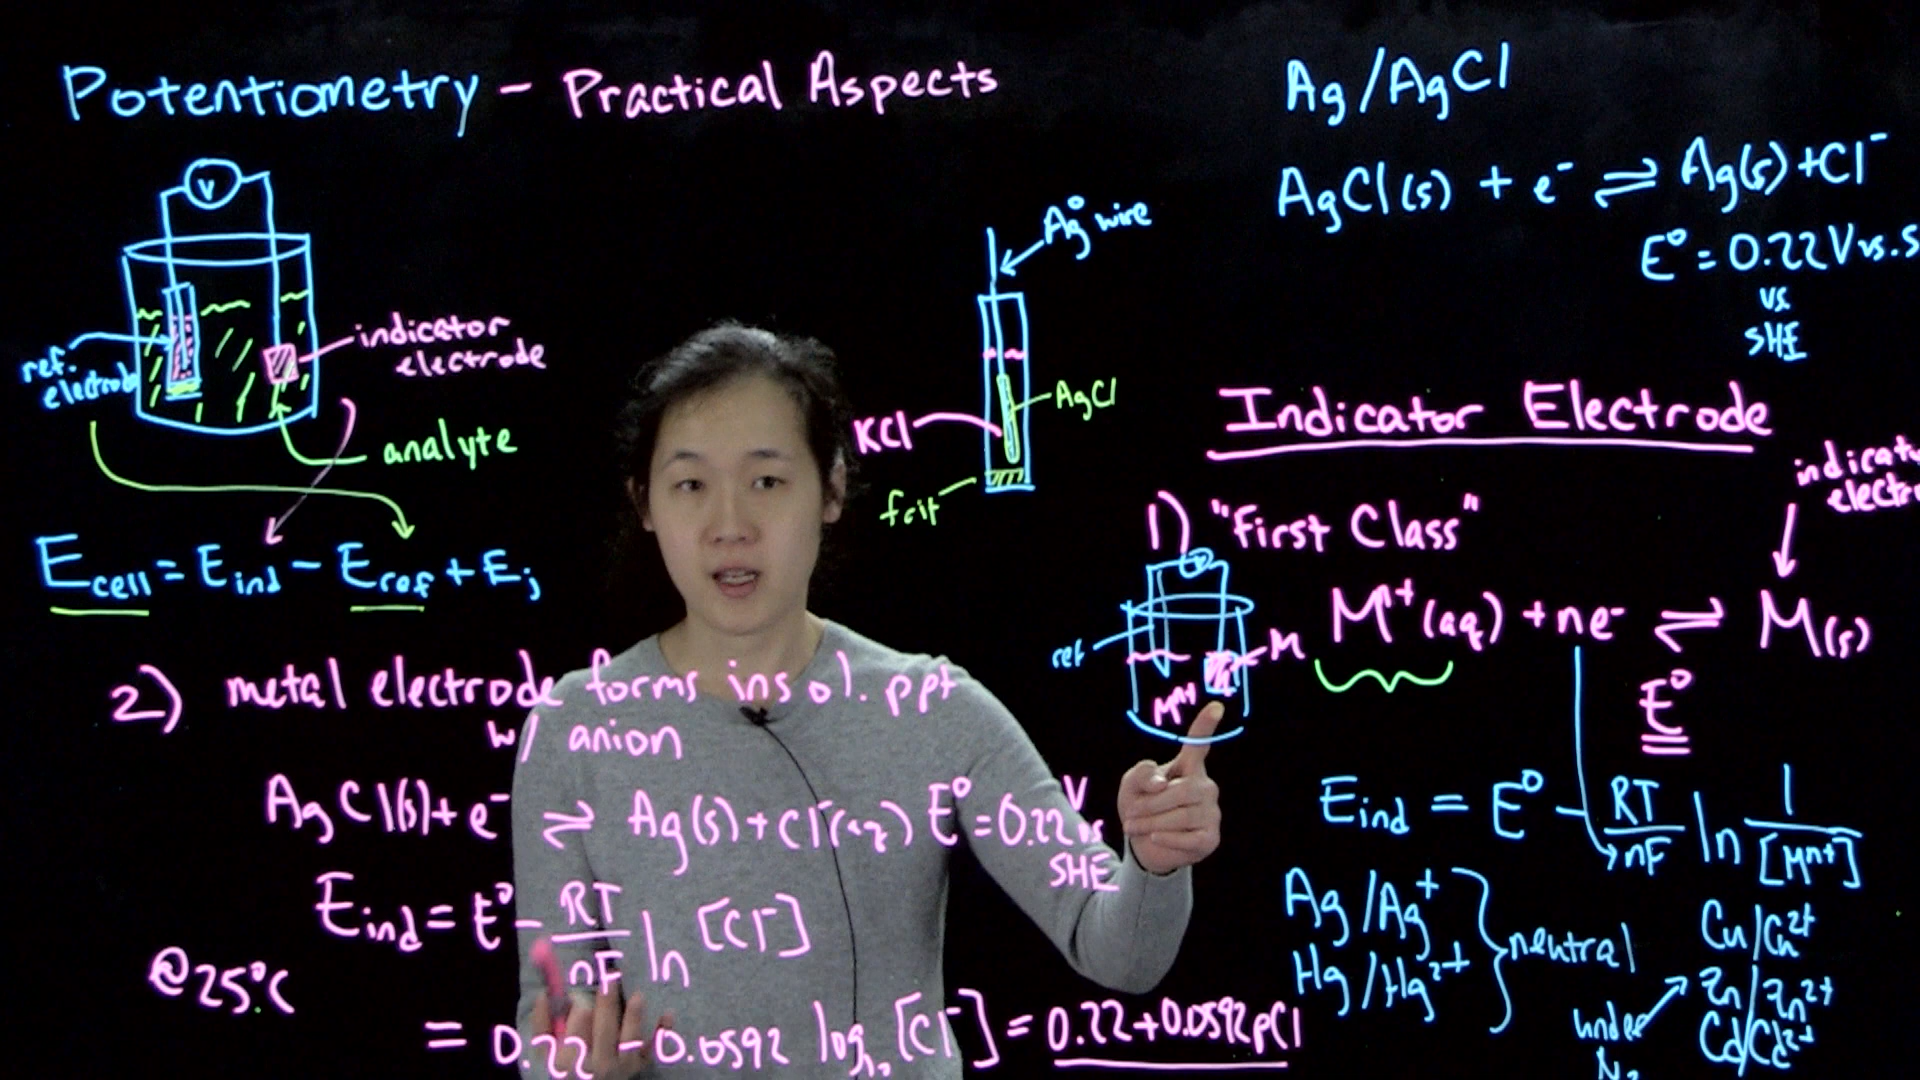 Potentiometry - Practical Aspects
V
ref.
electrode
indicator
electrode
analyte
Ecell = Eind - Eref + Ej
Ag° wire
AgCl
KCl
frit
Ag/AgCl
AgCl(s) + e⁻ ⇌ Ag(s) + Cl⁻
E° = 0.22 V vs. S
vs.
SHE
Indicator Electrode
1) "First Class"
V
ref
M
Mⁿ⁺
Mⁿ⁺(aq) + ne⁻ ⇌ M(s)
E°
Eind = E° - RT/nF ln 1/[Mⁿ⁺]
Ag/Ag⁺
Hg/Hg²⁺
neutral
Cu/Cu²⁺
Zn/Zn²⁺
Cd/Cd²⁺
under
N₂
2) metal electrode forms insol. ppt
w/ anion
AgCl(s) + e⁻ ⇌ Ag(s) + Cl⁻(aq) E° = 0.22 V vs
SHE
Eind = E° - RT/nF ln [Cl⁻]
@25°C
= 0.22 - 0.0592 log₁₀ [Cl⁻] = 0.22 + 0.0592 pCl